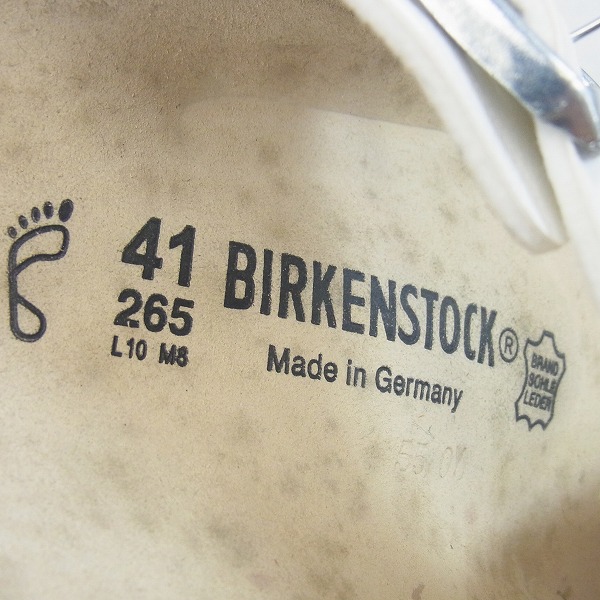 41
265
L10 M8
BIRKENSTOCK®
Made in Germany
BRAND
SOHLE
LEDER